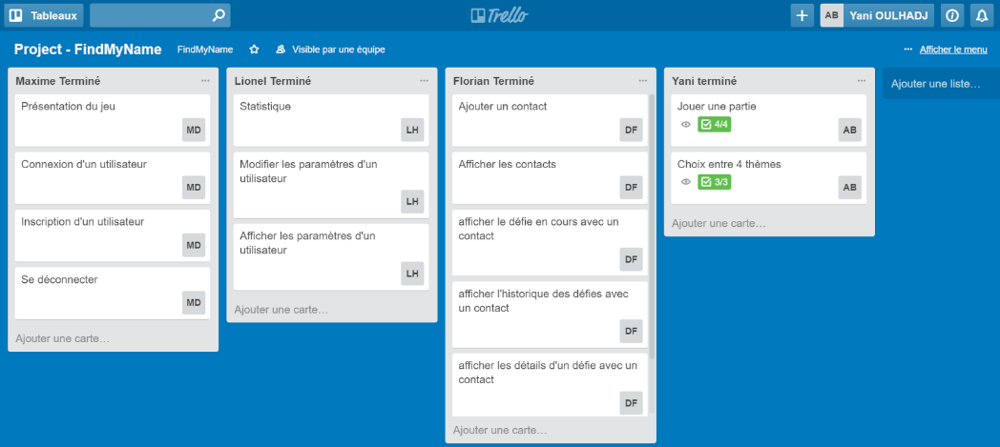 Tableaux
Trello
AB
Yani OULHADJ
Project - FindMyName
FindMyName
Visible par une équipe
··· Afficher le menu
Maxime Terminé ···
Présentation du jeu
MD
Connexion d'un utilisateur
MD
Inscription d'un utilisateur
MD
Se déconnecter
MD
Ajouter une carte…
Lionel Terminé ···
Statistique
LH
Modifier les paramètres d'un
utilisateur
LH
Afficher les paramètres d'un
utilisateur
LH
Ajouter une carte…
Florian Terminé ···
Ajouter un contact
DF
Afficher les contacts
DF
afficher le défie en cours avec un
contact
DF
afficher l'historique des défies avec
un contact
DF
afficher les détails d'un défie avec un
contact
DF
Ajouter une carte…
Yani terminé ···
Jouer une partie
4/4
AB
Choix entre 4 thèmes
3/3
AB
Ajouter une carte…
Ajouter une liste…